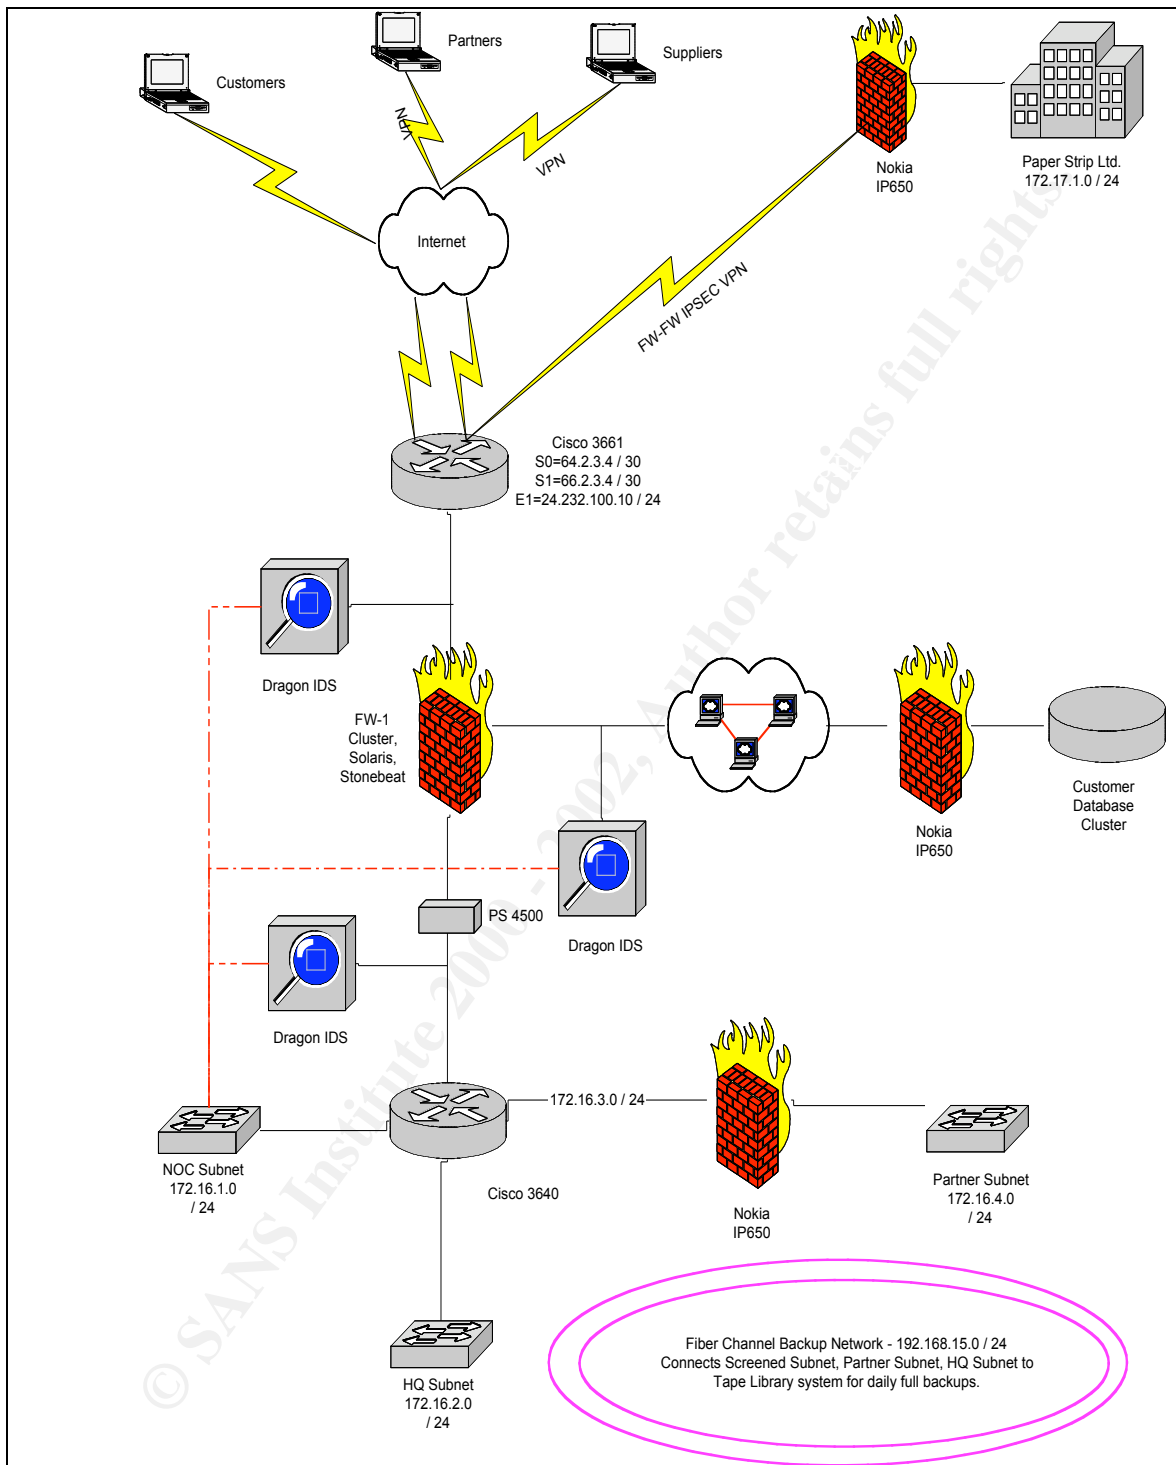 Partners
Suppliers
Customers
VPN
VPN
Nokia
IP650
Paper Strip Ltd.
172.17.1.0 / 24
Internet
FW-FW IPSEC VPN
Cisco 3661
S0=64.2.3.4 / 30
S1=66.2.3.4 / 30
E1=24.232.100.10 / 24
Dragon IDS
FW-1
Cluster,
Solaris,
Stonebeat
Nokia
IP650
Customer
Database
Cluster
PS 4500
Dragon IDS
Dragon IDS
172.16.3.0 / 24
NOC Subnet
172.16.1.0
/ 24
Cisco 3640
Nokia
IP650
Partner Subnet
172.16.4.0
/ 24
HQ Subnet
172.16.2.0
/ 24
Fiber Channel Backup Network - 192.168.15.0 / 24
Connects Screened Subnet, Partner Subnet, HQ Subnet to
Tape Library system for daily full backups.
© SANS Institute 2000 - 2002, Author retains full rights